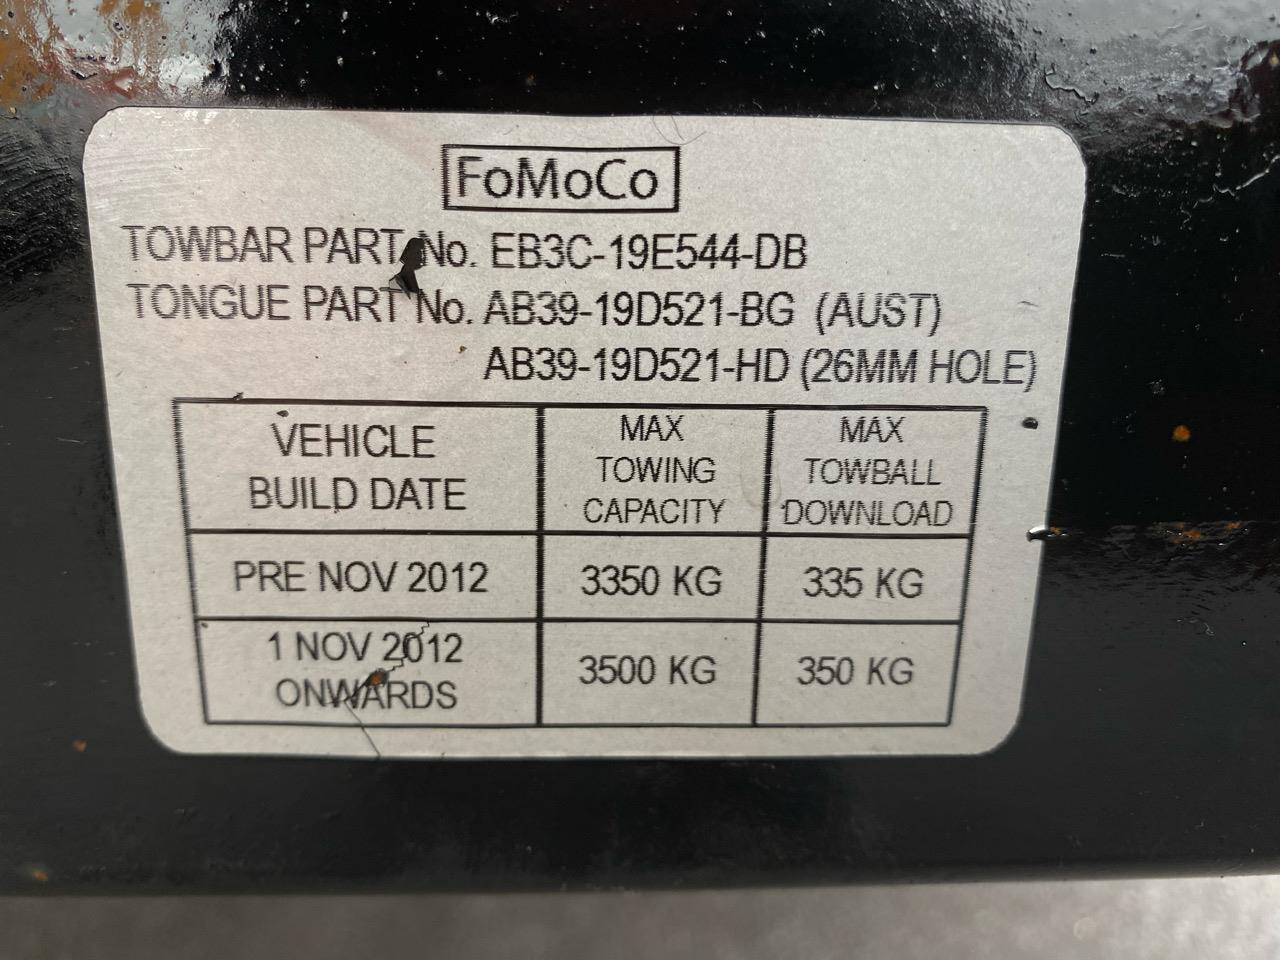 FoMoCo
TOWBAR PART No. EB3C-19E544-DB
TONGUE PART No. AB39-19D521-BG (AUST)
AB39-19D521-HD (26MM HOLE)
VEHICLE BUILD DATE MAX TOWING CAPACITY MAX TOWBALL DOWNLOAD
PRE NOV 2012 3350 KG 335 KG
1 NOV 2012 ONWARDS 3500 KG 350 KG